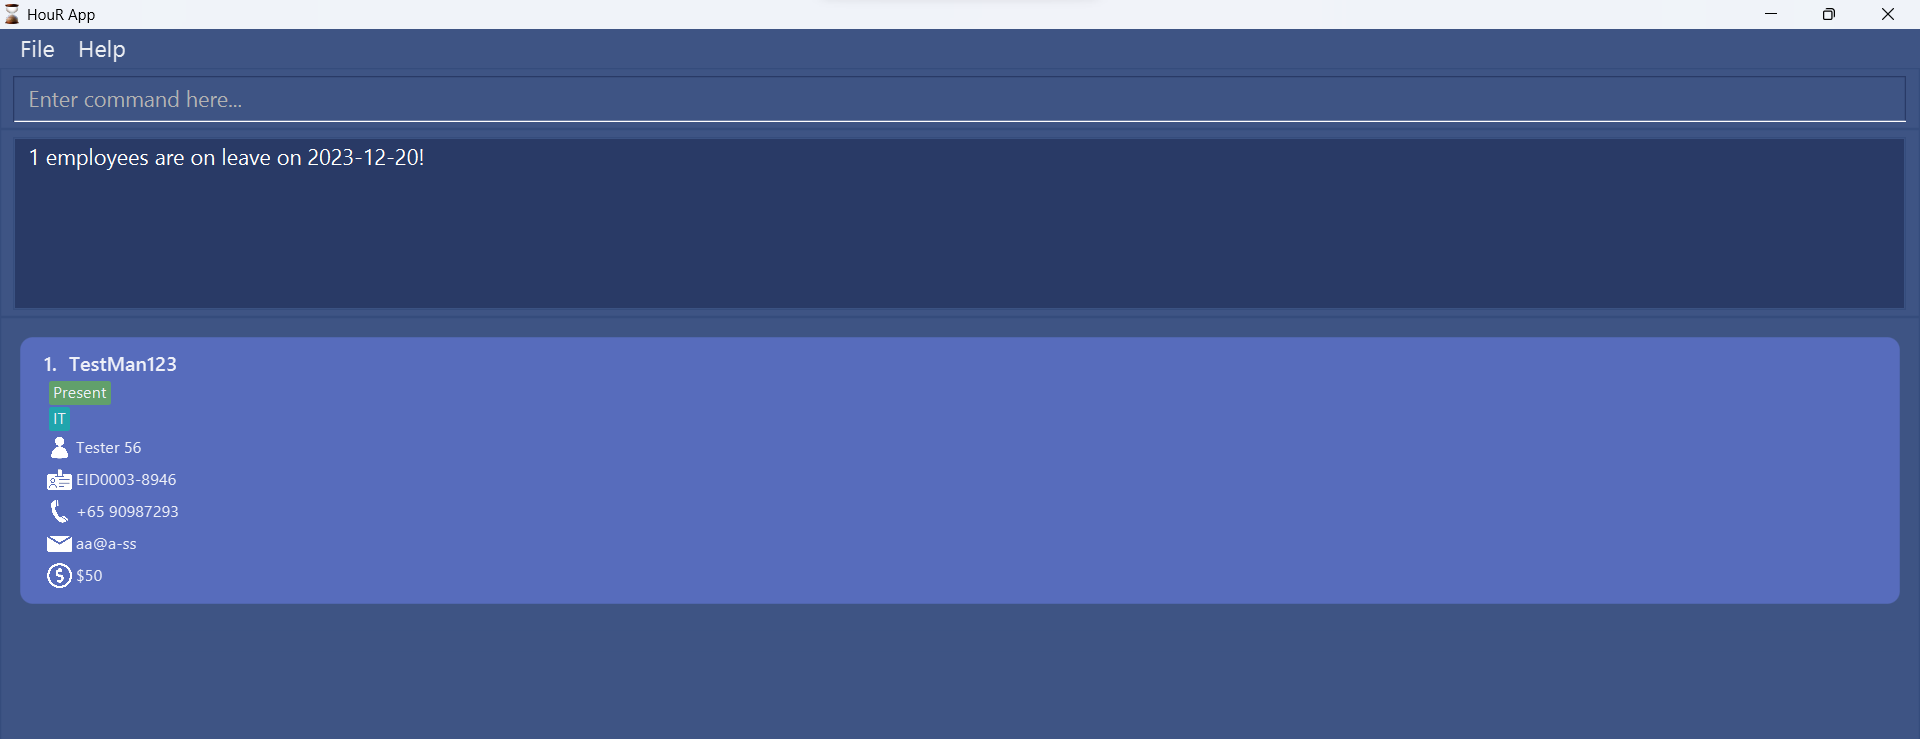 HouR App
File Help
Enter command here...
1 employees are on leave on 2023-12-20!
1. TestMan123
Present
IT
Tester 56
EID0003-8946
+65 90987293
aa@a-ss
$50